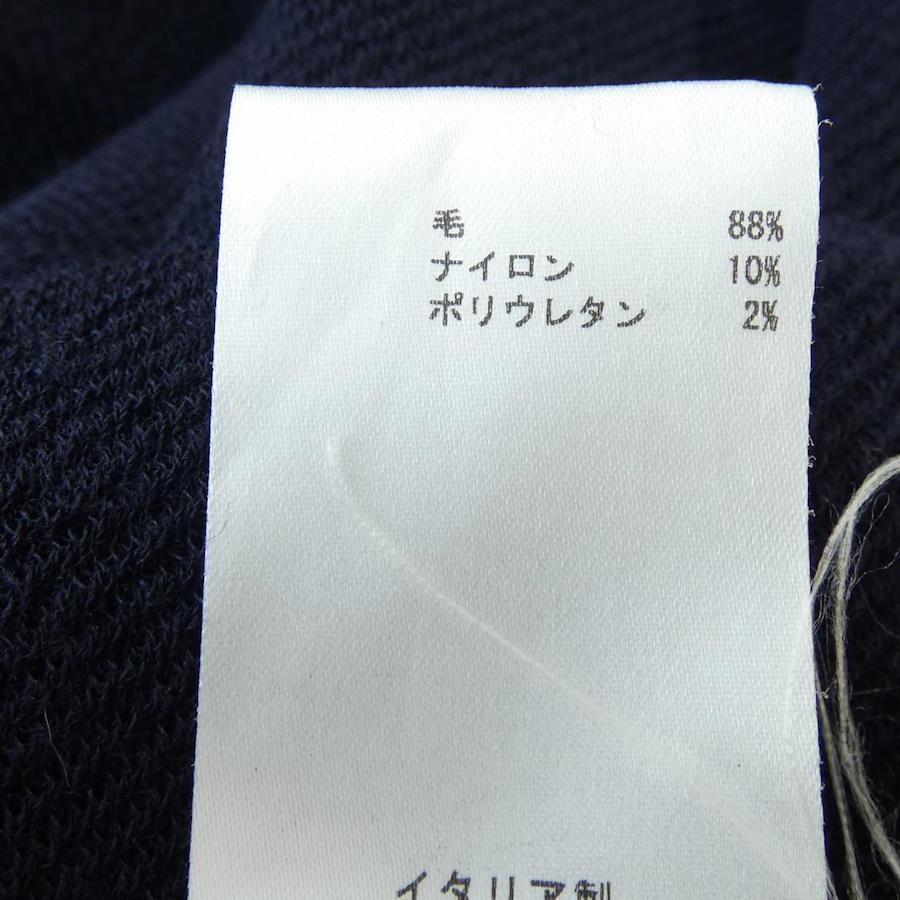 毛 88%
ナイロン 10%
ポリウレタン 2%
イタリア製